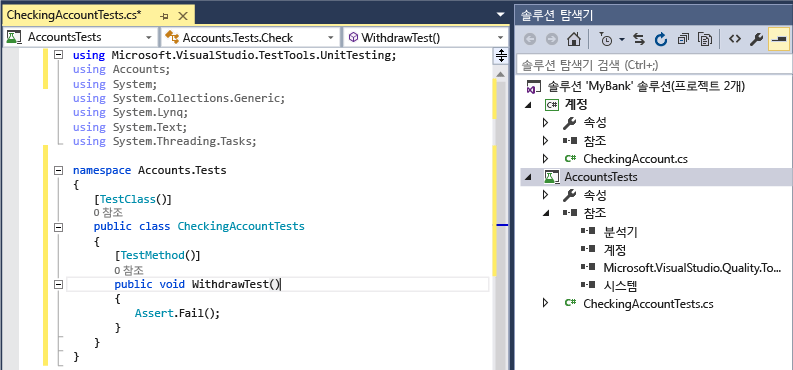 CheckingAccountTests.cs*
AccountsTests
Accounts.Tests.Check
WithdrawTest()
using Microsoft.VisualStudio.TestTools.UnitTesting;
using Accounts;
using System;
using System.Collections.Generic;
using System.Lynq;
using System.Text;
using System.Threading.Tasks;
namespace Accounts.Tests
{
[TestClass()]
0 참조
public class CheckingAccountTests
{
[TestMethod()]
0 참조
public void WithdrawTest()
{
Assert.Fail();
}
}
}
솔루션 탐색기
솔루션 탐색기 검색 (Ctrl+;)
솔루션 'MyBank' 솔루션(프로젝트 2개)
C# 계정
속성
참조
C# CheckingAccount.cs
AccountsTests
속성
참조
분석기
계정
Microsoft.VisualStudio.Quality.To...
시스템
C# CheckingAccountTests.cs